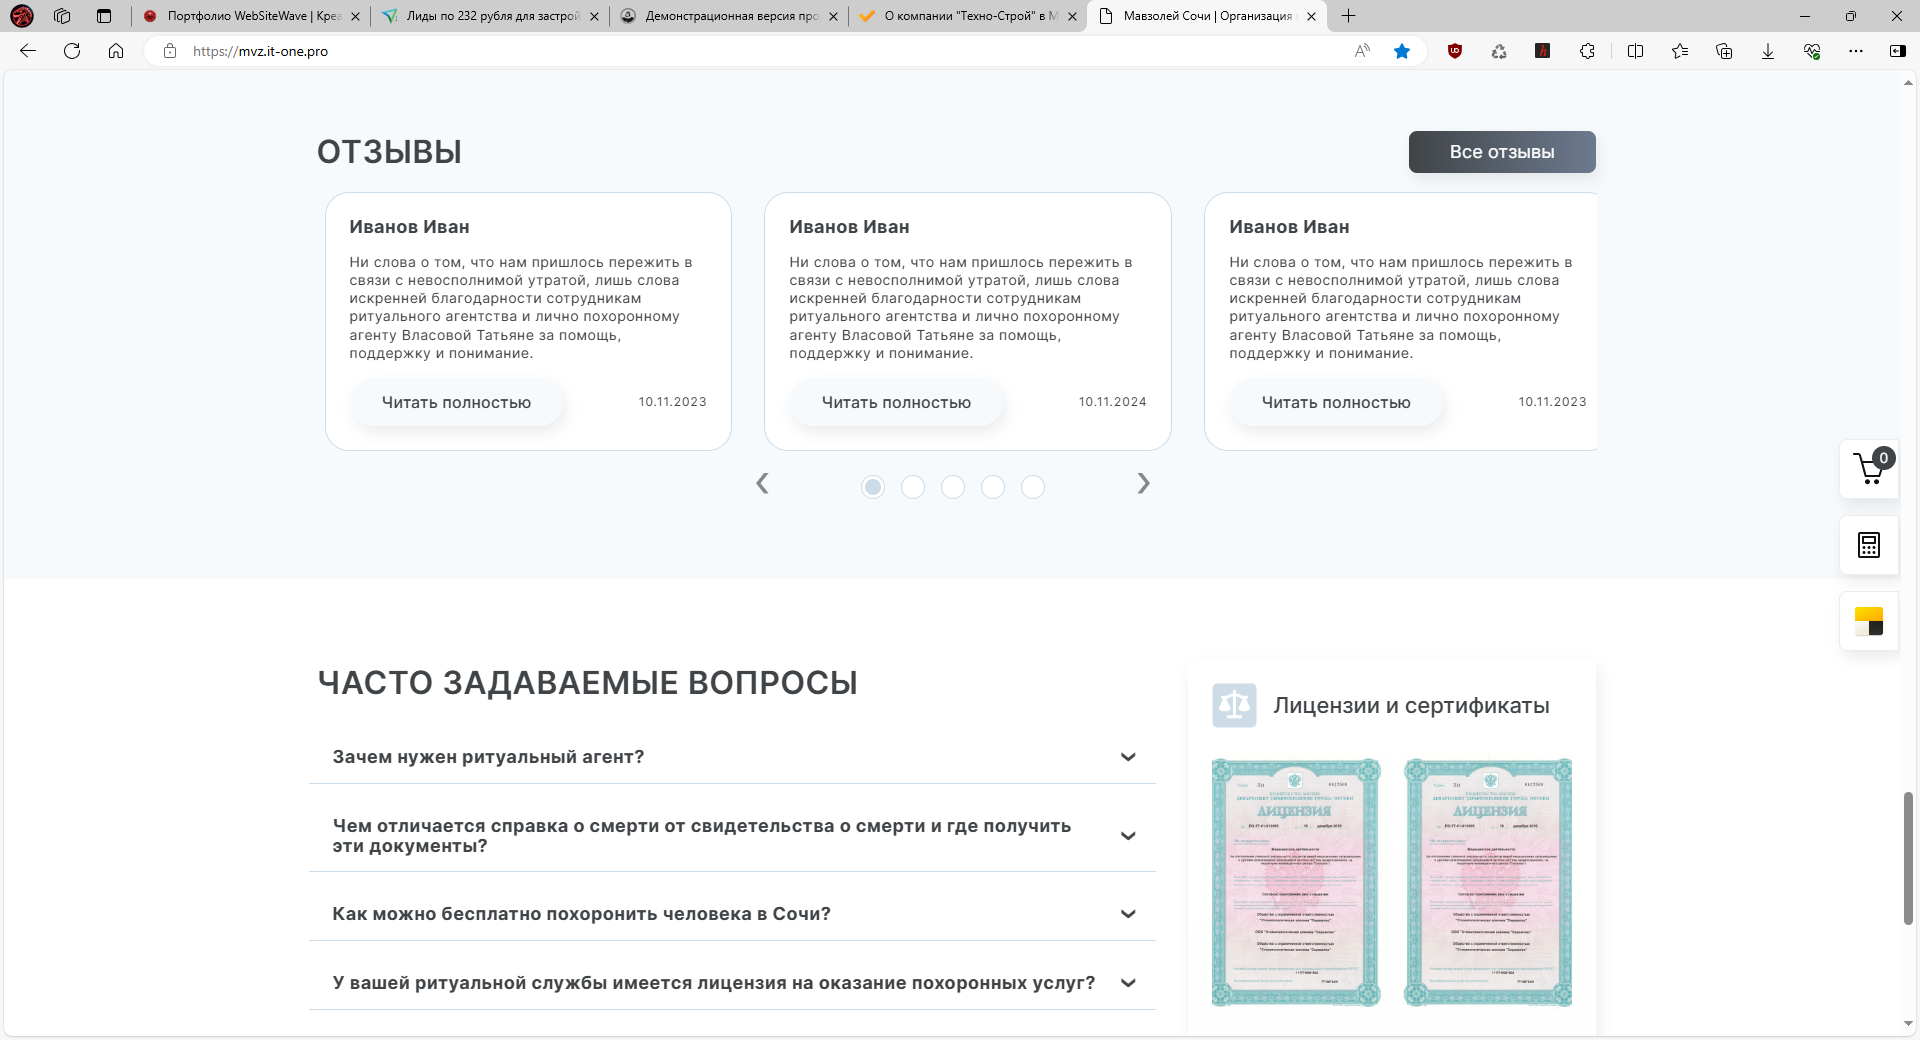 Портфолио WebSiteWave | Креа
Лиды по 232 рубля для застрой
Демонстрационная версия про
О компании "Техно-Строй" в М
Мавзолей Сочи | Организация
https://mvz.it-one.pro
ОТЗЫВЫ
Все отзывы
Иванов Иван
Ни слова о том, что нам пришлось пережить в
связи с невосполнимой утратой, лишь слова
искренней благодарности сотрудникам
ритуального агентства и лично похоронному
агенту Власовой Татьяне за помощь,
поддержку и понимание.
Читать полностью
10.11.2023
Иванов Иван
Ни слова о том, что нам пришлось пережить в
связи с невосполнимой утратой, лишь слова
искренней благодарности сотрудникам
ритуального агентства и лично похоронному
агенту Власовой Татьяне за помощь,
поддержку и понимание.
Читать полностью
10.11.2024
Иванов Иван
Ни слова о том, что нам пришлось пережить в
связи с невосполнимой утратой, лишь слова
искренней благодарности сотрудникам
ритуального агентства и лично похоронному
агенту Власовой Татьяне за помощь,
поддержку и понимание.
Читать полностью
10.11.2023
0
ЧАСТО ЗАДАВАЕМЫЕ ВОПРОСЫ
Зачем нужен ритуальный агент?
Чем отличается справка о смерти от свидетельства о смерти и где получить
эти документы?
Как можно бесплатно похоронить человека в Сочи?
У вашей ритуальной службы имеется лицензия на оказание похоронных услуг?
Лицензии и сертификаты
ЛИЦЕНЗИЯ
ЛИЦЕНЗИЯ